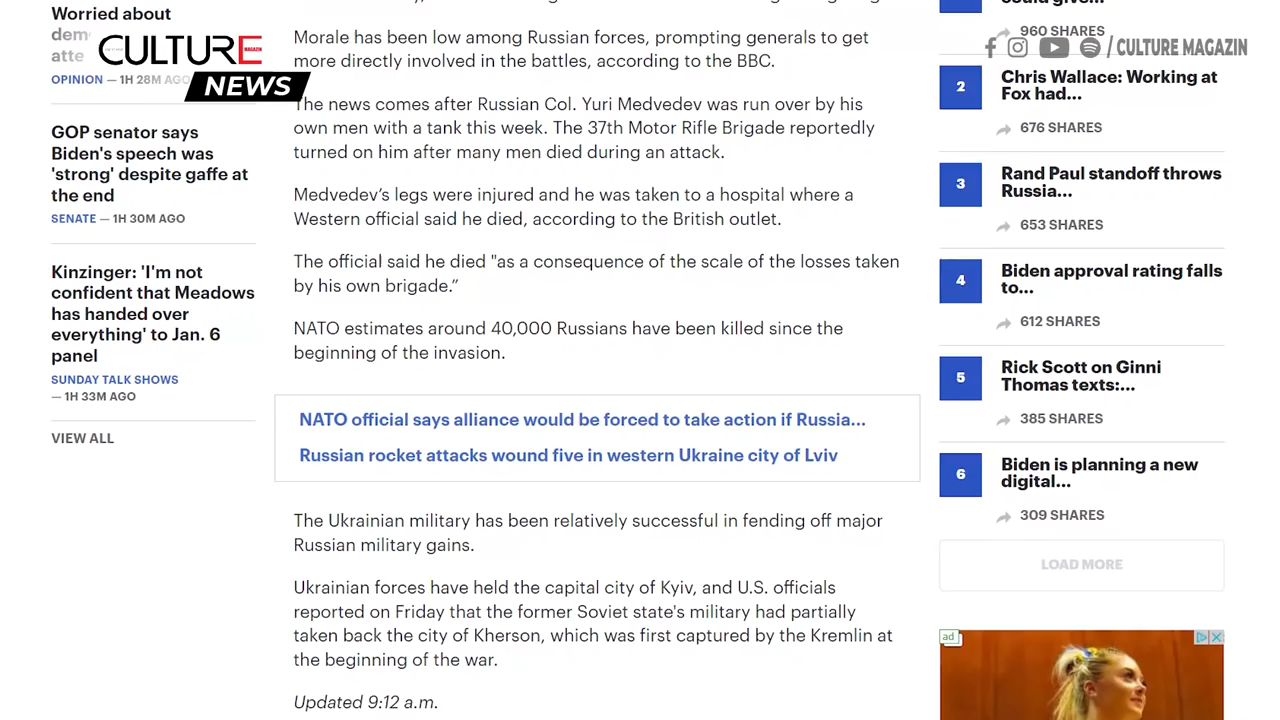 Worried about
dem
atte
OPINION — 1H 28M AGO
CULTURE
MAGAZIN
NEWS
GOP senator says
Biden's speech was
'strong' despite gaffe at
the end
SENATE — 1H 30M AGO
Kinzinger: 'I'm not
confident that Meadows
has handed over
everything' to Jan. 6
panel
SUNDAY TALK SHOWS
— 1H 33M AGO
VIEW ALL
Morale has been low among Russian forces, prompting generals to get
more directly involved in the battles, according to the BBC.
The news comes after Russian Col. Yuri Medvedev was run over by his
own men with a tank this week. The 37th Motor Rifle Brigade reportedly
turned on him after many men died during an attack.
Medvedev’s legs were injured and he was taken to a hospital where a
Western official said he died, according to the British outlet.
The official said he died "as a consequence of the scale of the losses taken
by his own brigade.”
NATO estimates around 40,000 Russians have been killed since the
beginning of the invasion.
NATO official says alliance would be forced to take action if Russia...
Russian rocket attacks wound five in western Ukraine city of Lviv
The Ukrainian military has been relatively successful in fending off major
Russian military gains.
Ukrainian forces have held the capital city of Kyiv, and U.S. officials
reported on Friday that the former Soviet state's military had partially
taken back the city of Kherson, which was first captured by the Kremlin at
the beginning of the war.
Updated 9:12 a.m.
could give...
960 SHARES
/ CULTURE MAGAZIN
2
Chris Wallace: Working at
Fox had...
676 SHARES
3
Rand Paul standoff throws
Russia...
653 SHARES
4
Biden approval rating falls
to...
612 SHARES
5
Rick Scott on Ginni
Thomas texts:...
385 SHARES
6
Biden is planning a new
digital...
309 SHARES
LOAD MORE
ad